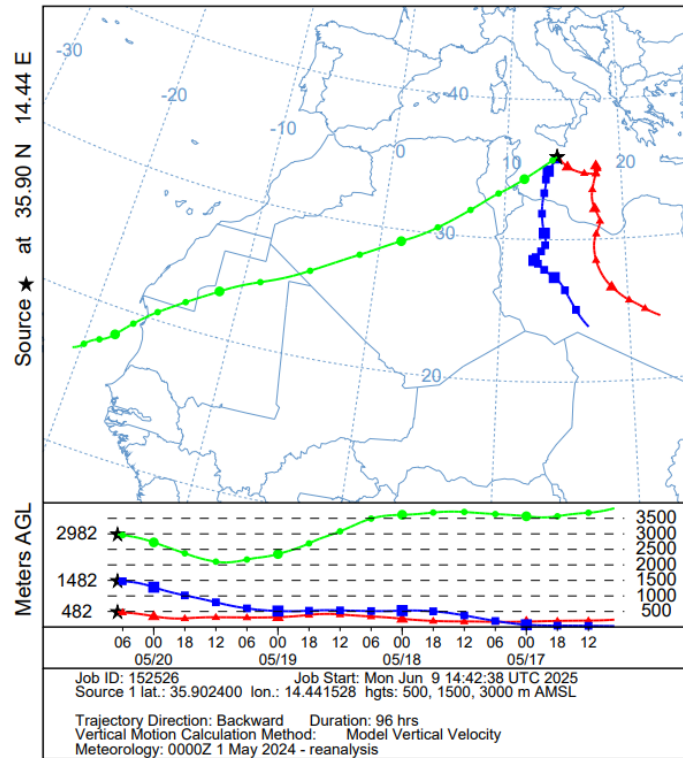 Source ★ at 35.90 N 14.44 E
-30
-20
-10
0
10
20
40
30
20
Meters AGL
2982
1482
482
3500
3000
2500
2000
1500
1000
500
06 00 18 12 06 00 18 12 06 00 18 12 06 00 18 12
05/20 05/19 05/18 05/17
Job ID: 152526 Job Start: Mon Jun 9 14:42:38 UTC 2025
Source 1 lat.: 35.902400 lon.: 14.441528 hgts: 500, 1500, 3000 m AMSL
Trajectory Direction: Backward Duration: 96 hrs
Vertical Motion Calculation Method: Model Vertical Velocity
Meteorology: 0000Z 1 May 2024 - reanalysis